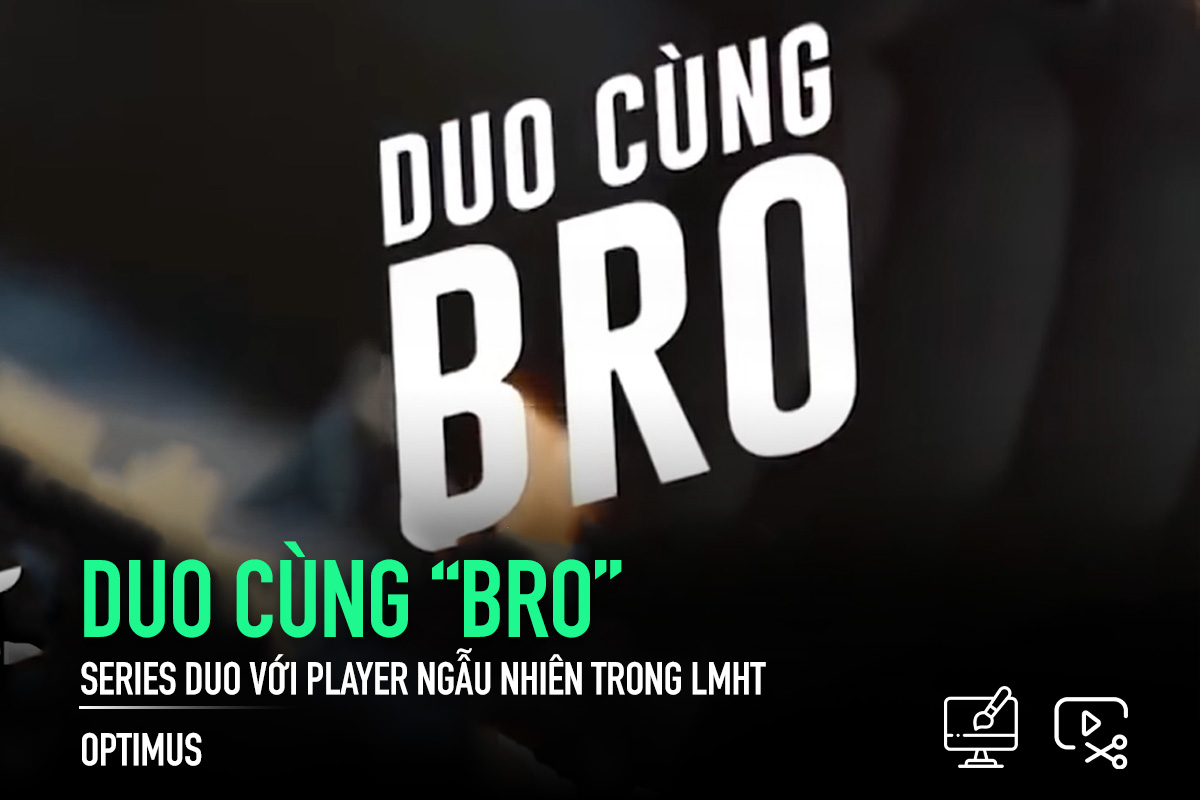 DUO CÙNG
BRO
DUO CÙNG “BRO”
SERIES DUO VỚI PLAYER NGẪU NHIÊN TRONG LMHT
OPTIMUS